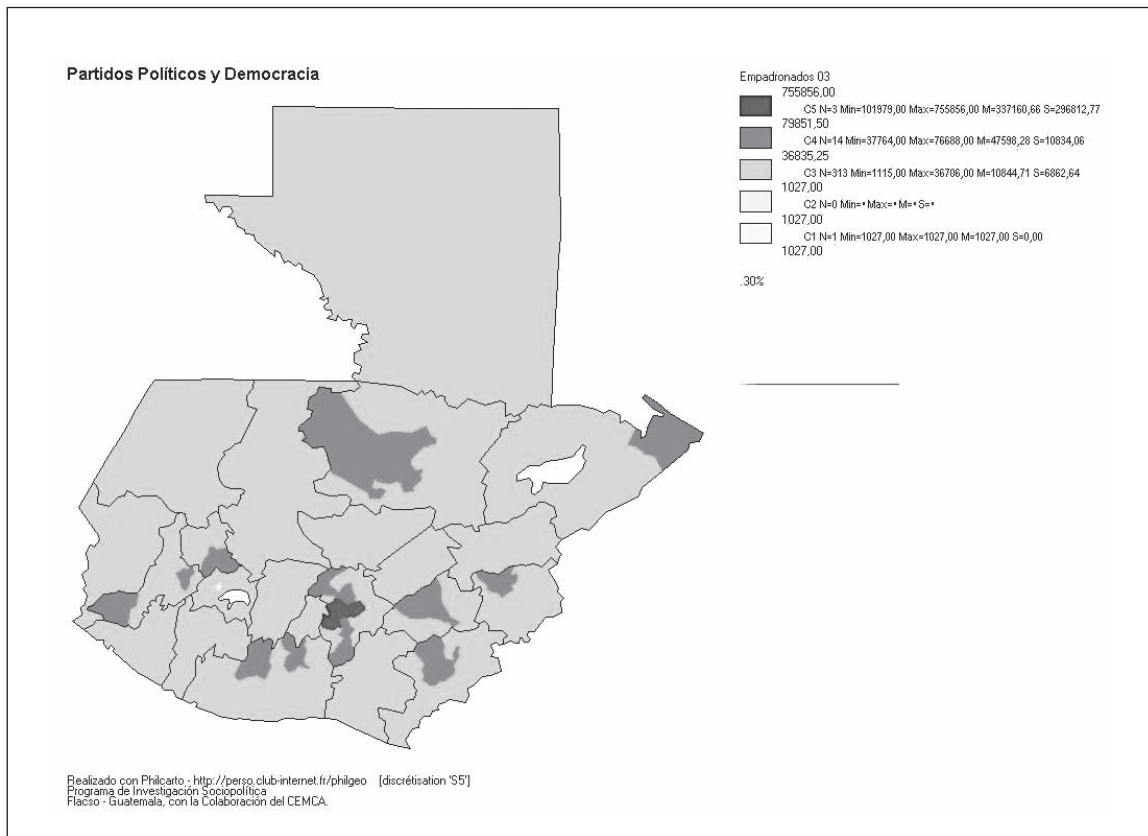 Partidos Políticos y Democracia
Empadronados 03
755856,00
C5 N=3 Min=101979,00 Max=755856,00 M=337160,66 S=296812,77
79851,50
C4 N=14 Min=37764,00 Max=76688,00 M=47598,28 S=10834,06
36835,25
C3 N=313 Min=1115,00 Max=36706,00 M=10844,71 S=6862,64
1027,00
C2 N=0 Min=• Max=• M=• S=•
1027,00
C1 N=1 Min=1027,00 Max=1027,00 M=1027,00 S=0,00
1027,00
.30%
Realizado con Philcarto - http://perso.club-internet.fr/philgeo [discrétisation 'S5']
Programa de Investigación Sociopolítica
Flacso - Guatemala, con la Colaboración del CEMCA.